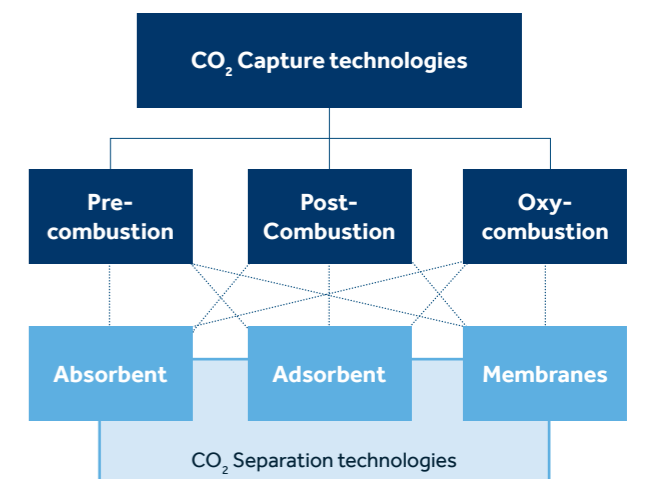 CO₂ Capture technologies
Pre-
combustion
Post-
Combustion
Oxy-
combustion
Absorbent
Adsorbent
Membranes
CO₂ Separation technologies